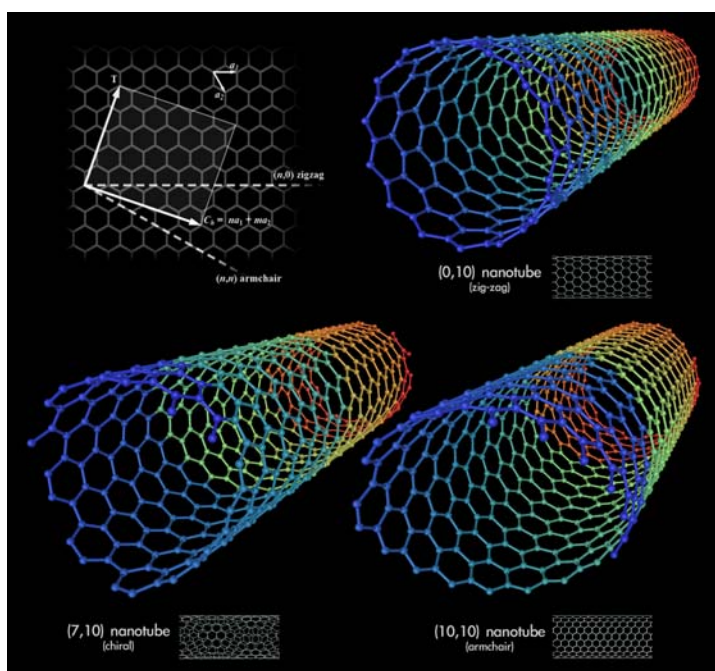 a₁
T
a₂
(n,0) zigzag
Cₕ = na₁ + ma₂
(n,n) armchair
(0,10) nanotube
(zig-zag)
(7,10) nanotube
(chiral)
(10,10) nanotube
(armchair)